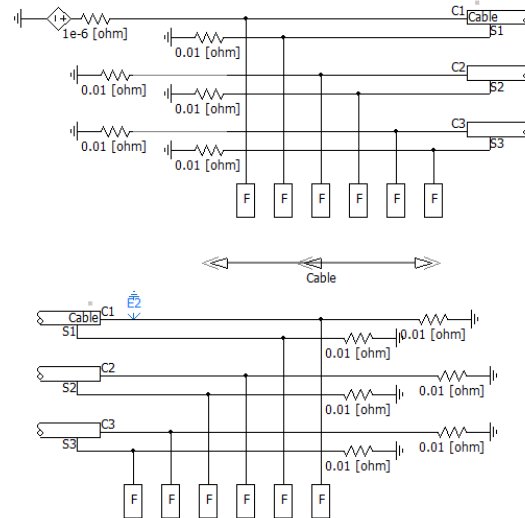 C1
Cable
1e-6 [ohm]
S1
0.01 [ohm]
C2
0.01 [ohm]
S2
0.01 [ohm]
C3
0.01 [ohm]
S3
0.01 [ohm]
F F F F F F
Cable
E2
Cable C1
S1
0.01 [ohm]
0.01 [ohm]
C2
S2
0.01 [ohm]
0.01 [ohm]
C3
S3
0.01 [ohm]
0.01 [ohm]
F F F F F F